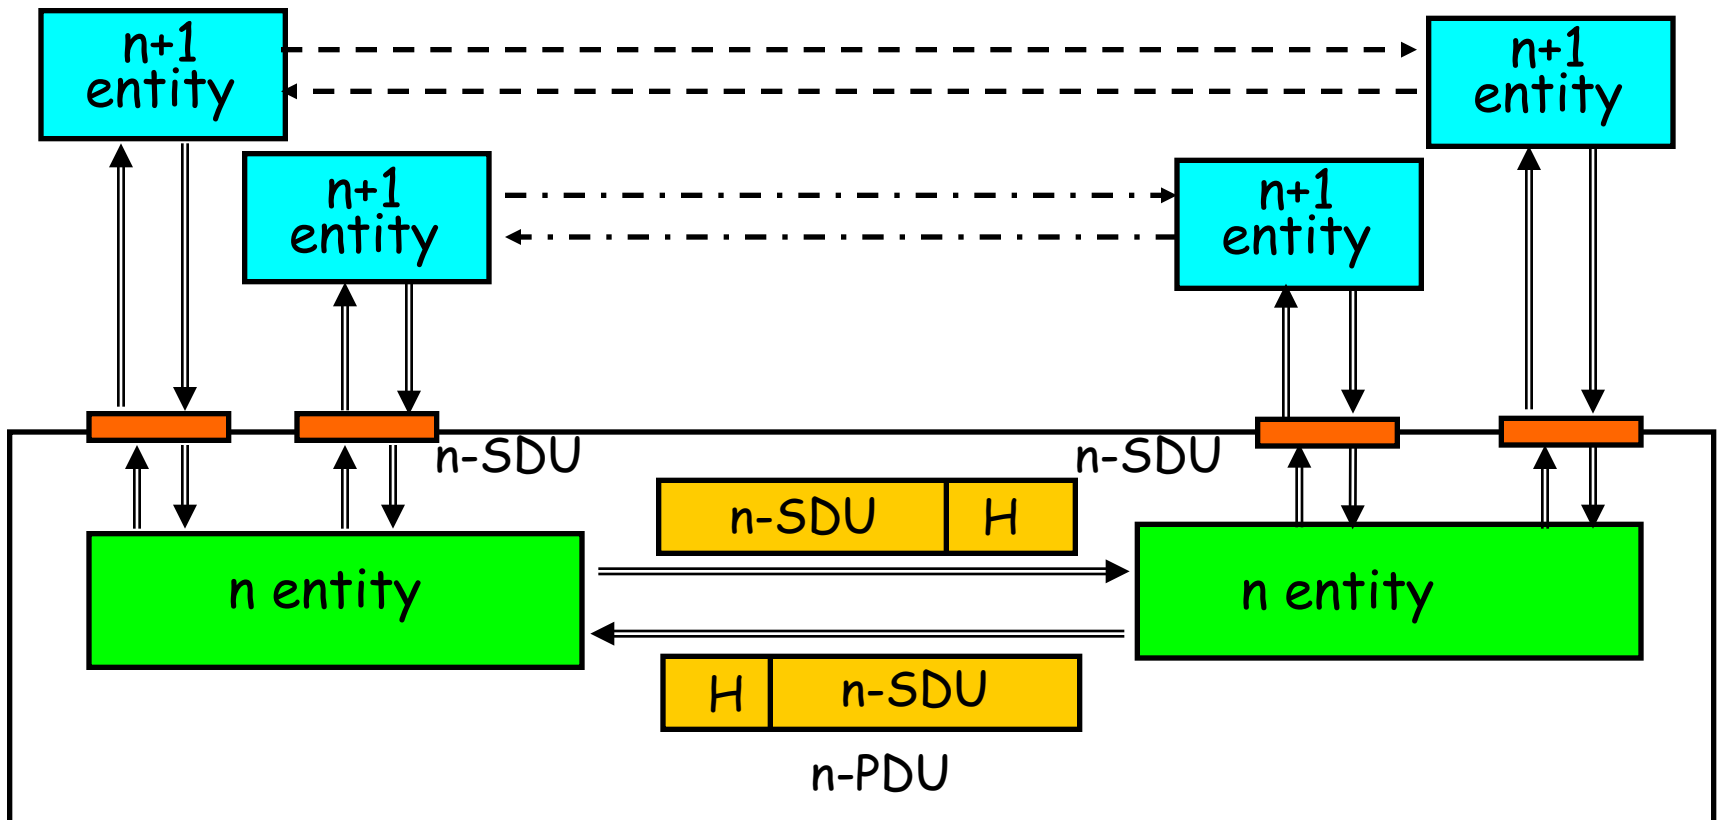 n+1
entity
n+1
entity
n+1
entity
n+1
entity
n-SDU
n-SDU
n-SDU H
n entity
n entity
H n-SDU
n-PDU